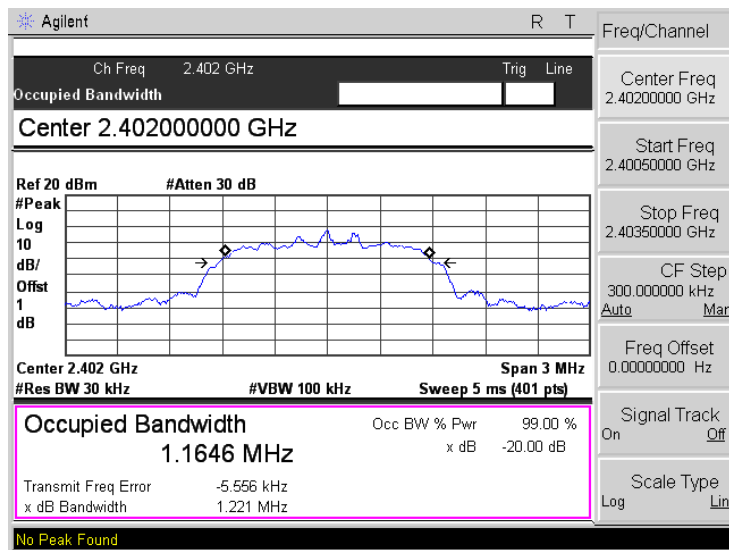 Agilent R T
Freq/Channel
Ch Freq 2.402 GHz Trig Line
Occupied Bandwidth
Center 2.402000000 GHz
Ref 20 dBm #Atten 30 dB
#Peak
Log
10
dB/
Offst
1
dB
Center 2.402 GHz Span 3 MHz
#Res BW 30 kHz #VBW 100 kHz Sweep 5 ms (401 pts)
Occupied Bandwidth
1.1646 MHz
Occ BW % Pwr 99.00 %
x dB -20.00 dB
Transmit Freq Error -5.556 kHz
x dB Bandwidth 1.221 MHz
No Peak Found
Center Freq
2.40200000 GHz
Start Freq
2.40050000 GHz
Stop Freq
2.40350000 GHz
CF Step
300.000000 kHz
Auto Man
Freq Offset
0.00000000 Hz
Signal Track
On Off
Scale Type
Log Lin